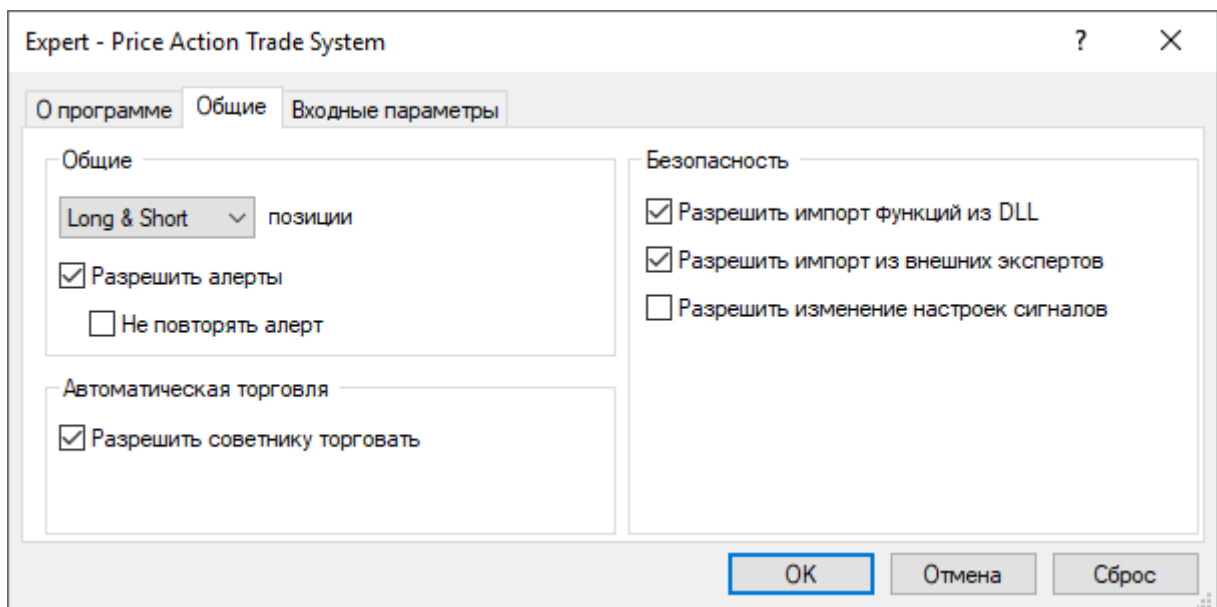 Expert - Price Action Trade System
?
О программе
Общие
Входные параметры
Общие
Long & Short
позиции
Разрешить алерты
Не повторять алерт
Автоматическая торговля
Разрешить советнику торговать
Безопасность
Разрешить импорт функций из DLL
Разрешить импорт из внешних экспертов
Разрешить изменение настроек сигналов
OK
Отмена
Сброс